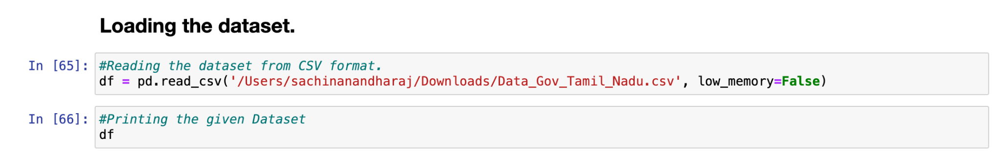 Loading the dataset.
In [65]: #Reading the dataset from CSV format.
df = pd.read_csv('/Users/sachinanandharaj/Downloads/Data_Gov_Tamil_Nadu.csv', low_memory=False)
In [66]: #Printing the given Dataset
df